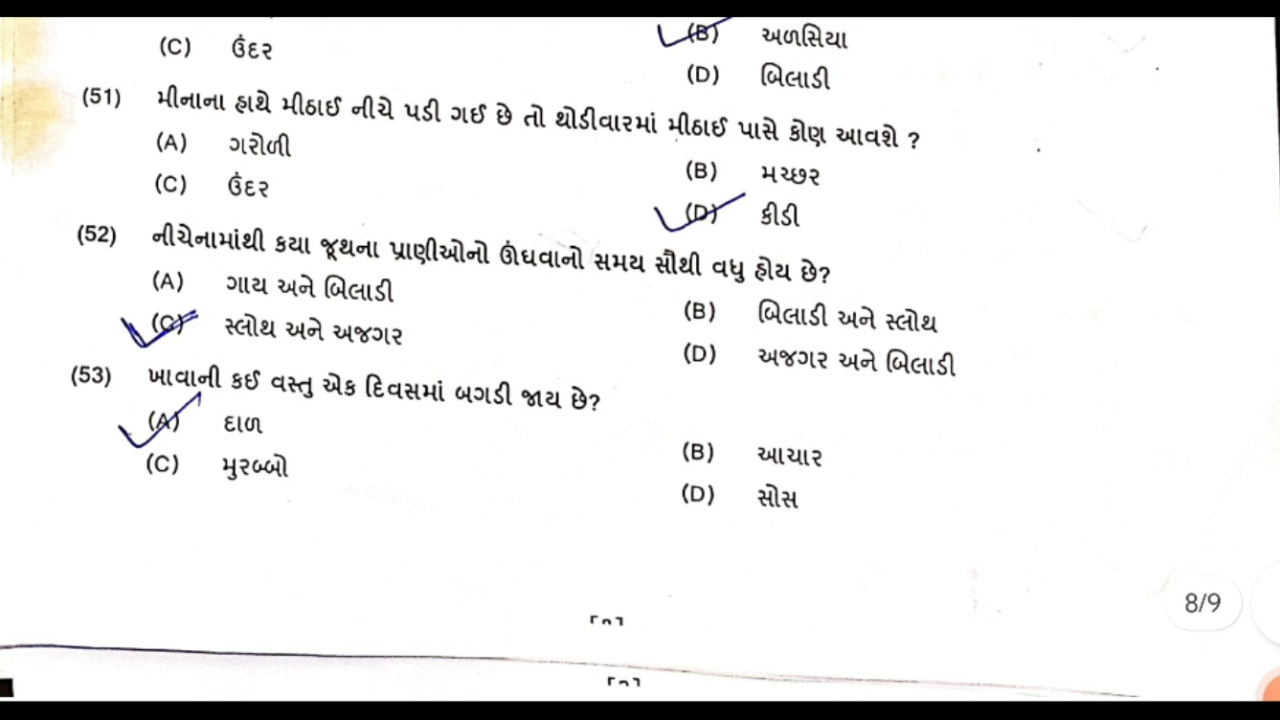 (B) અળસિયા
(C) ઉંદર
(D) બિલાડી
(51) મીનાના હાથે મીઠાઈ નીચે પડી ગઈ છે તો થોડીવારમાં મીઠાઈ પાસે કોણ આવશે ?
(A) ગરોળી
(B) મચ્છર
(C) ઉંદર
(D) કીડી
(52) નીચેનામાંથી કયા જૂથના પ્રાણીઓનો ઊંઘવાનો સમય સૌથી વધુ હોય છે?
(A) ગાય અને બિલાડી
(B) બિલાડી અને સ્લોથ
(C) સ્લોથ અને અજગર
(D) અજગર અને બિલાડી
(53) ખાવાની કઈ વસ્તુ એક દિવસમાં બગડી જાય છે?
(A) દાળ
(B) આચાર
(C) મુરબ્બો
(D) સોસ
8/9